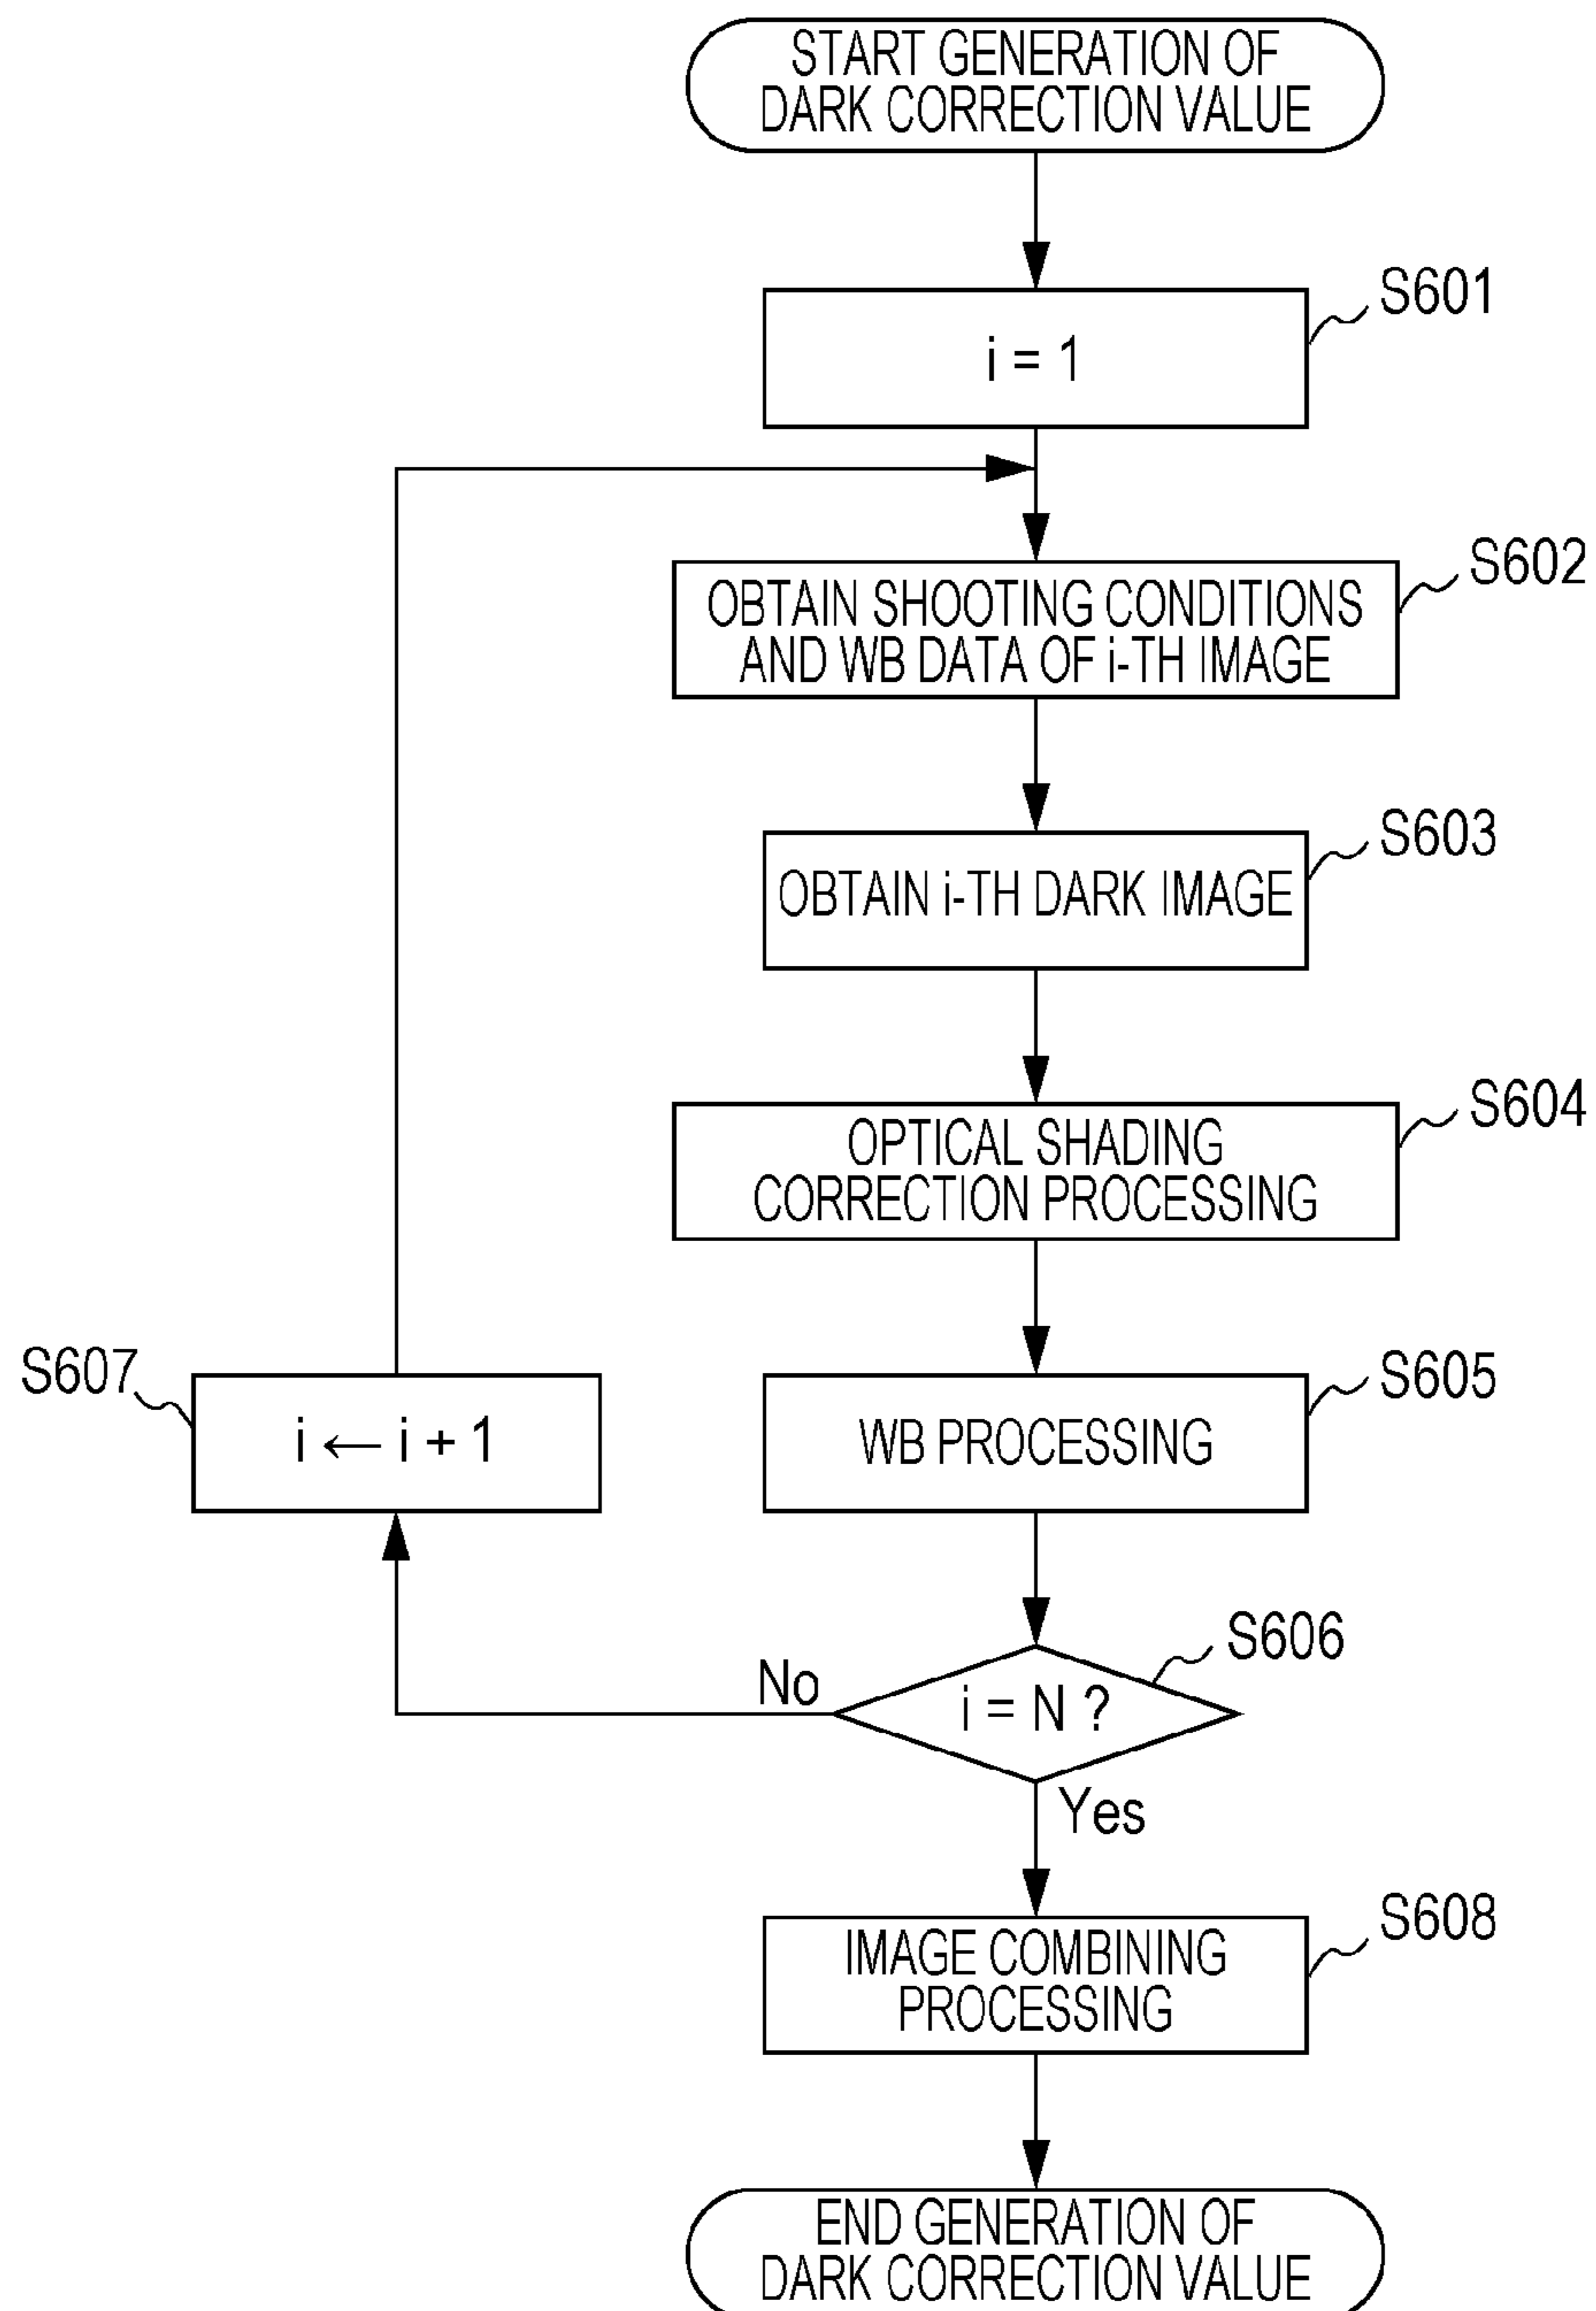 START GENERATION OF
DARK CORRECTION VALUE
S601
i = 1
S602
OBTAIN SHOOTING CONDITIONS
AND WB DATA OF i-TH IMAGE
S603
OBTAIN i-TH DARK IMAGE
S604
OPTICAL SHADING
CORRECTION PROCESSING
S607
i ← i + 1
S605
WB PROCESSING
S606
No
i = N ?
Yes
S608
IMAGE COMBINING
PROCESSING
END GENERATION OF
DARK CORRECTION VALUE